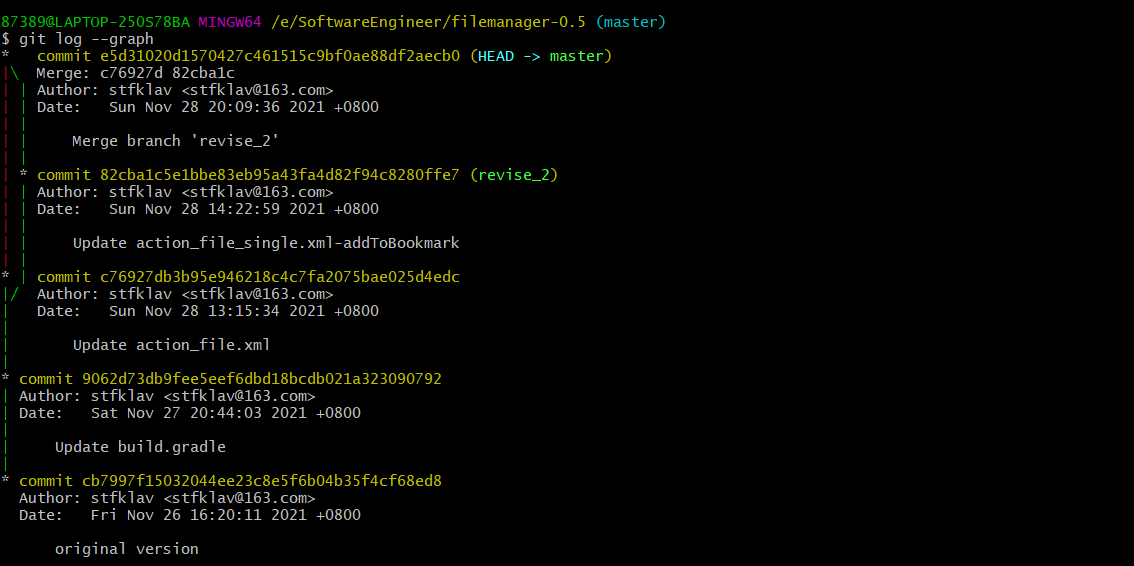 87389@LAPTOP-250S78BA MINGW64 /e/SoftwareEngineer/filemanager-0.5 (master)
$ git log --graph
*   commit e5d31020d1570427c461515c9bf0ae88df2aecb0 (HEAD -> master)
|\  Merge: c76927d 82cba1c
| | Author: stfklav <stfklav@163.com>
| | Date:   Sun Nov 28 20:09:36 2021 +0800
| |
| |     Merge branch 'revise_2'
| |
| * commit 82cba1c5e1bbe83eb95a43fa4d82f94c8280ffe7 (revise_2)
| | Author: stfklav <stfklav@163.com>
| | Date:   Sun Nov 28 14:22:59 2021 +0800
| |
| |     Update action_file_single.xml-addToBookmark
| |
* | commit c76927db3b95e946218c4c7fa2075bae025d4edc
|/  Author: stfklav <stfklav@163.com>
|   Date:   Sun Nov 28 13:15:34 2021 +0800
|
|       Update action_file.xml
|
* commit 9062d73db9fee5eef6dbd18bcdb021a323090792
| Author: stfklav <stfklav@163.com>
| Date:   Sat Nov 27 20:44:03 2021 +0800
|
|     Update build.gradle
|
* commit cb7997f15032044ee23c8e5f6b04b35f4cf68ed8
  Author: stfklav <stfklav@163.com>
  Date:   Fri Nov 26 16:20:11 2021 +0800

      original version